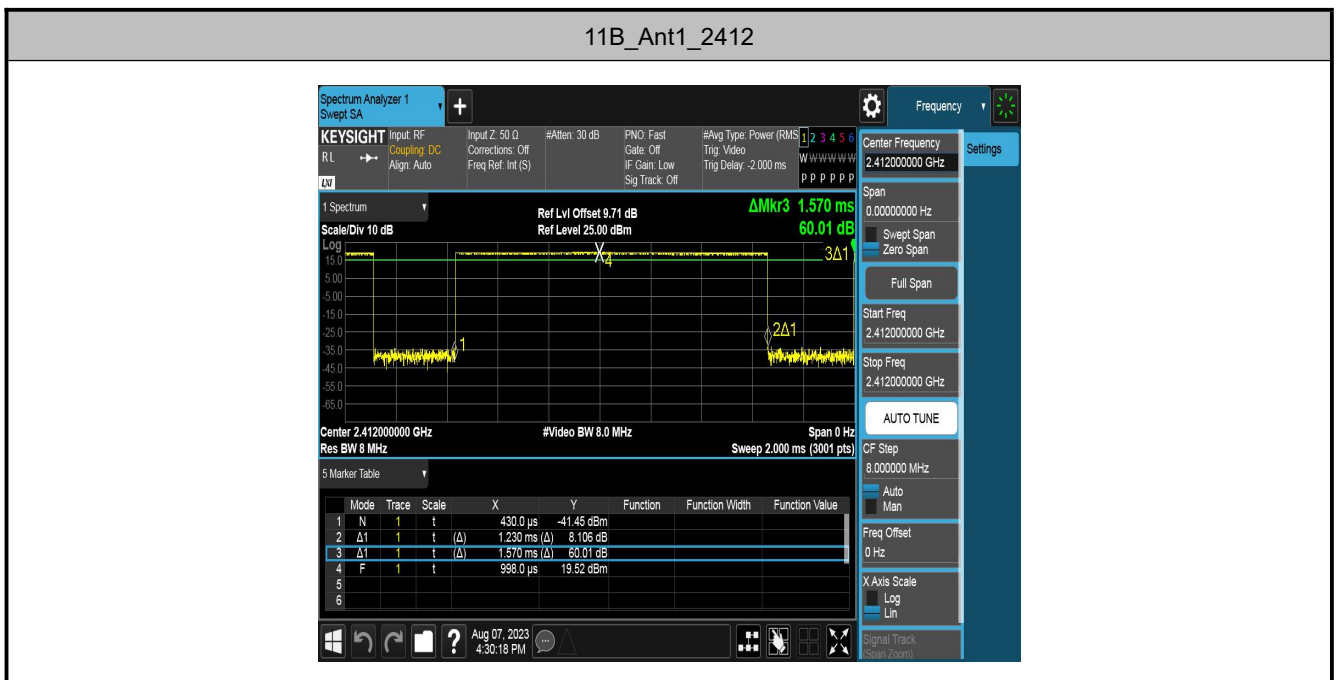 11B_Ant1_2412
Spectrum Analyzer 1
Swept SA
Frequency
KEYSIGHT
RL
LXI
Input: RF
Coupling: DC
Align: Auto
Input Z: 50 Ω
Corrections: Off
Freq Ref: Int (S)
#Atten: 30 dB
PNO: Fast
Gate: Off
IF Gain: Low
Sig Track: Off
#Avg Type: Power (RMS
Trig: Video
Trig Delay: -2.000 ms
1 2 3 4 5 6
W W W W W W
P P P P P P
1 Spectrum
Scale/Div 10 dB
Ref Lvl Offset 9.71 dB
Ref Level 25.00 dBm
ΔMkr3 1.570 ms
60.01 dB
Log
15.0
5.00
-5.00
-15.0
-25.0
-35.0
-45.0
-55.0
-65.0
4
3Δ1
2Δ1
1
Center 2.412000000 GHz
#Video BW 8.0 MHz
Span 0 Hz
Res BW 8 MHz
Sweep 2.000 ms (3001 pts)
5 Marker Table
Mode Trace Scale X Y Function Function Width Function Value
1 N 1 t 430.0 µs -41.45 dBm
2 Δ1 1 t (Δ) 1.230 ms (Δ) 8.106 dB
3 Δ1 1 t (Δ) 1.570 ms (Δ) 60.01 dB
4 F 1 t 998.0 µs 19.52 dBm
5
6
?
Aug 07, 2023
4:30:18 PM
Center Frequency
2.412000000 GHz
Settings
Span
0.00000000 Hz
Swept Span
Zero Span
Full Span
Start Freq
2.412000000 GHz
Stop Freq
2.412000000 GHz
AUTO TUNE
CF Step
8.000000 MHz
Auto
Man
Freq Offset
0 Hz
X Axis Scale
Log
Lin
Signal Track
(Span Zoom)